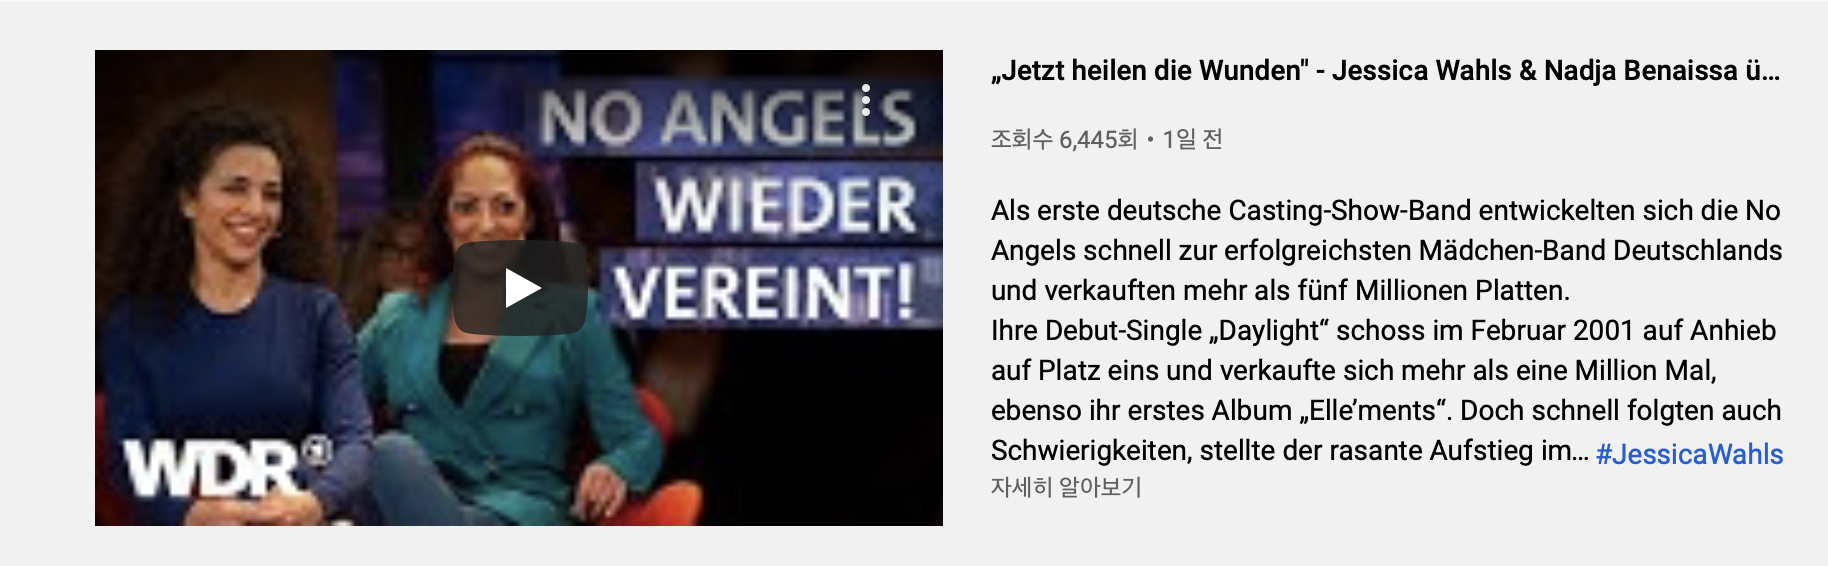 NO ANGELS
WIEDER
VEREINT!
WDR
„Jetzt heilen die Wunden" - Jessica Wahls & Nadja Benaissa ü...
조회수 6,445회 • 1일 전
Als erste deutsche Casting-Show-Band entwickelten sich die No
Angels schnell zur erfolgreichsten Mädchen-Band Deutschlands
und verkauften mehr als fünf Millionen Platten.
Ihre Debut-Single „Daylight“ schoss im Februar 2001 auf Anhieb
auf Platz eins und verkaufte sich mehr als eine Million Mal,
ebenso ihr erstes Album „Elle’ments“. Doch schnell folgten auch
Schwierigkeiten, stellte der rasante Aufstieg im... #JessicaWahls
자세히 알아보기